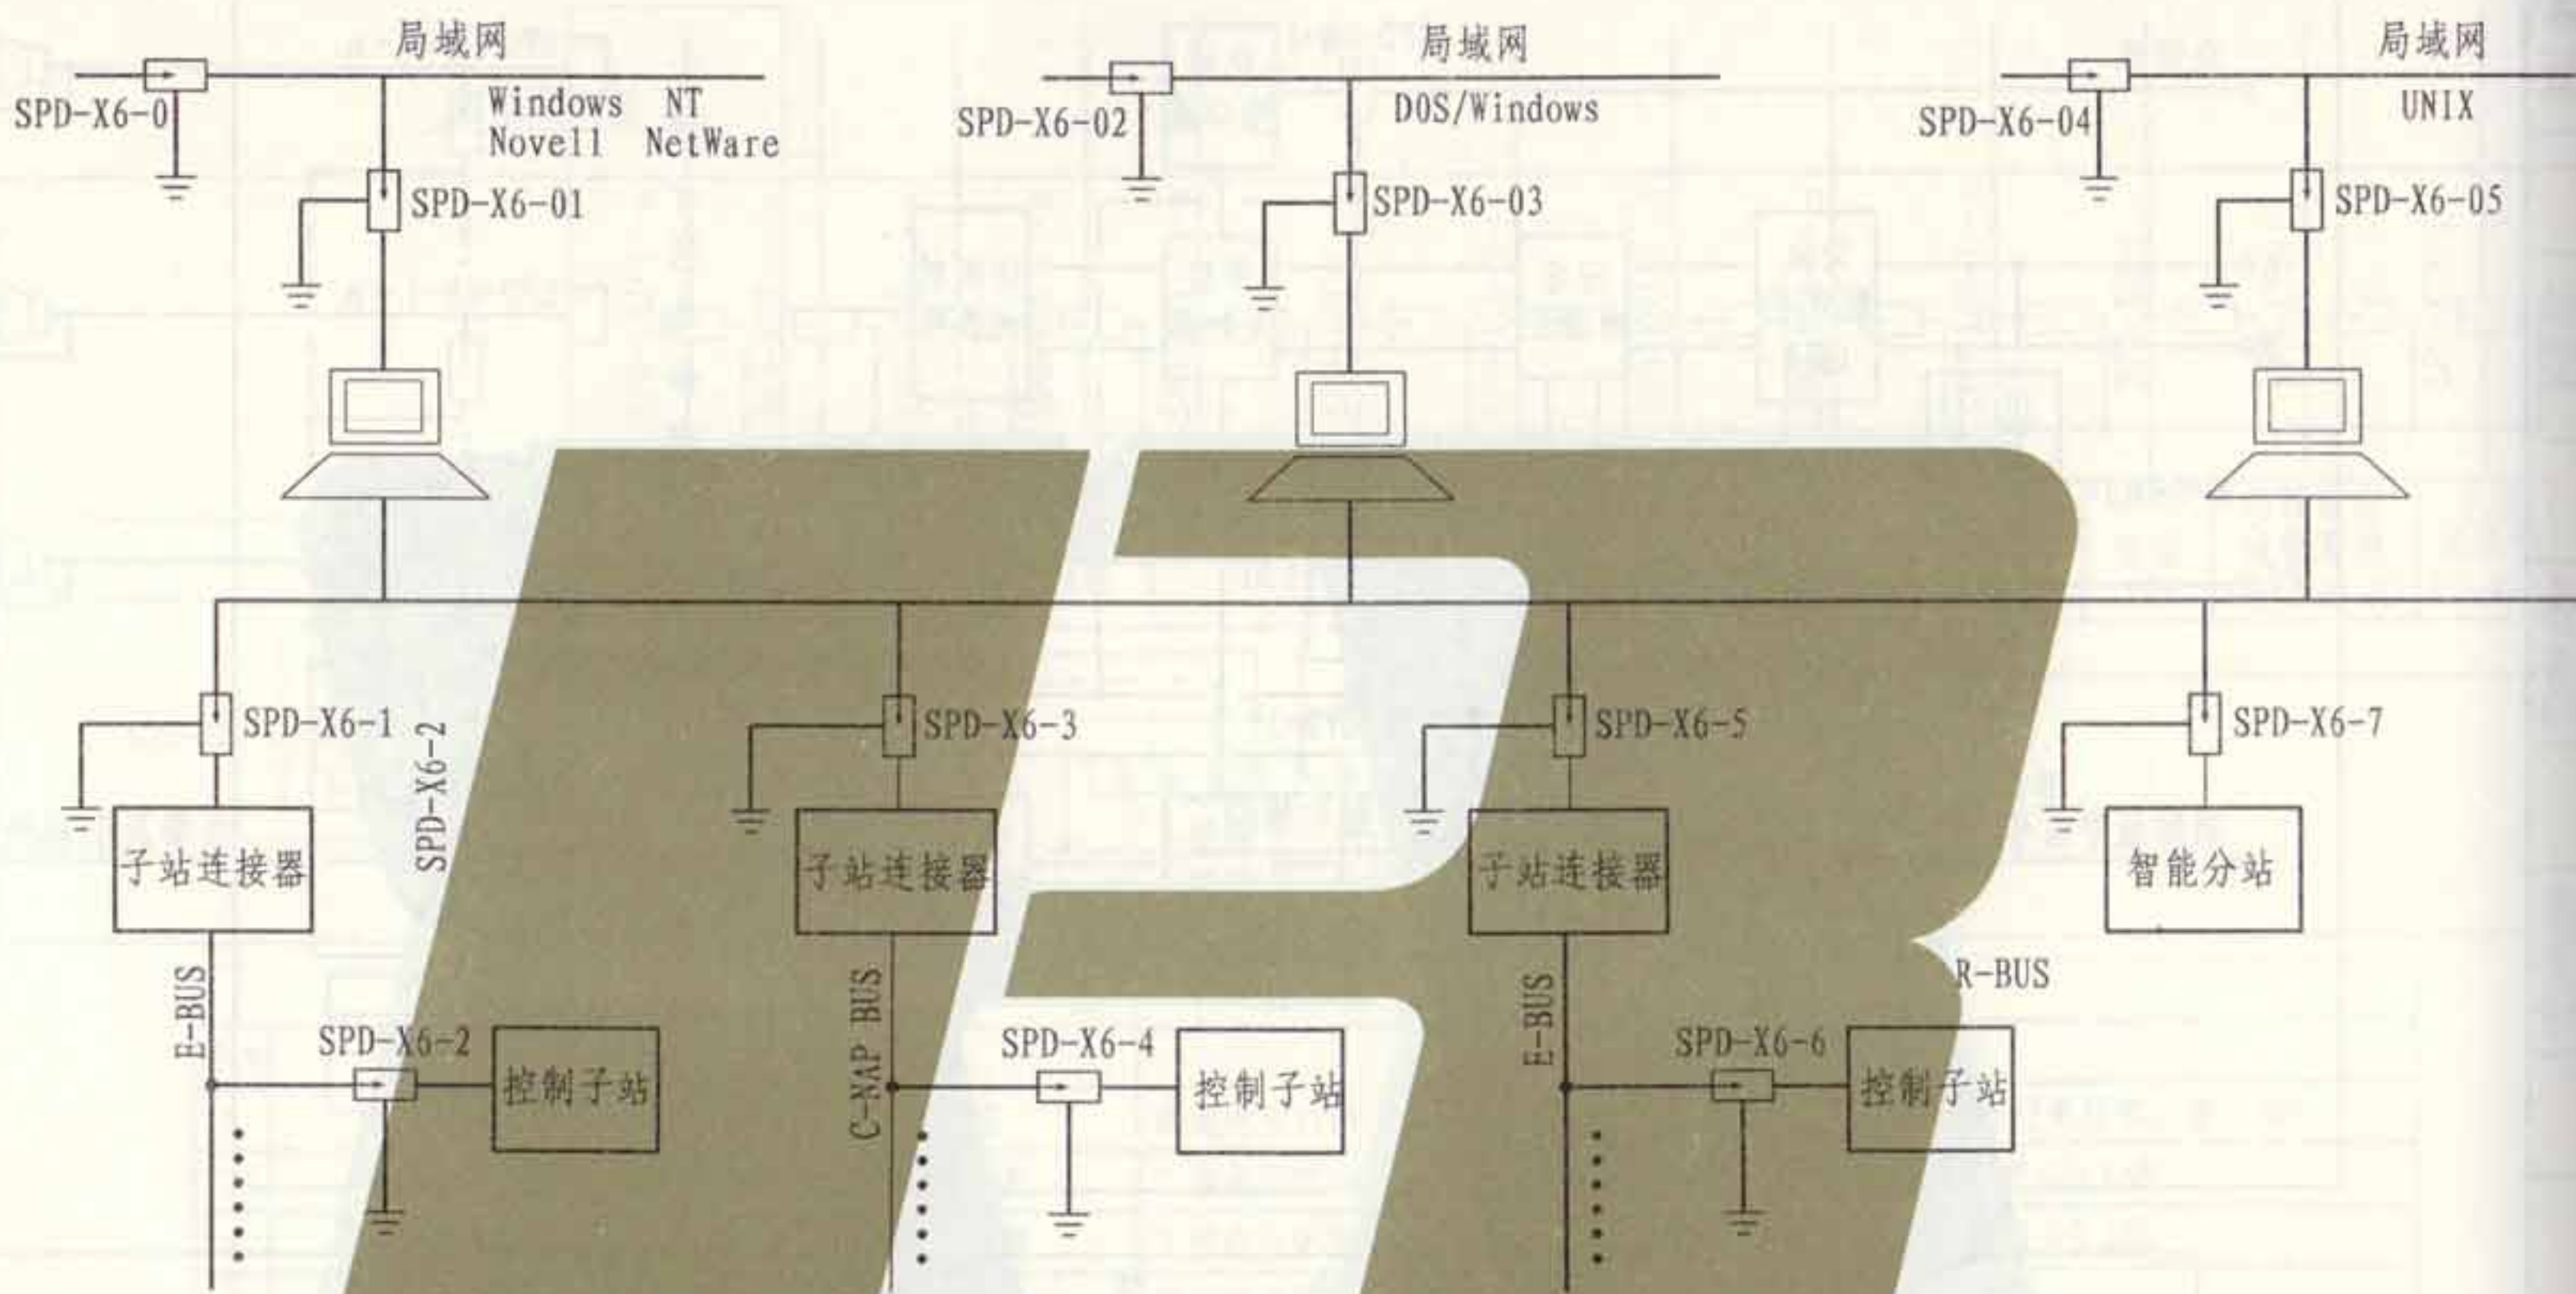 局域网
局域网
局域网
SPD-X6-0
Windows NT
Novell NetWare
SPD-X6-02
DOS/Windows
SPD-X6-04
UNIX
SPD-X6-01
SPD-X6-03
SPD-X6-05
SPD-X6-1
SPD-X6-2
SPD-X6-3
SPD-X6-5
SPD-X6-7
子站连接器
子站连接器
子站连接器
智能分站
E-BUS
C-NAP BUS
E-BUS
R-BUS
SPD-X6-2
SPD-X6-4
SPD-X6-6
控制子站
控制子站
控制子站